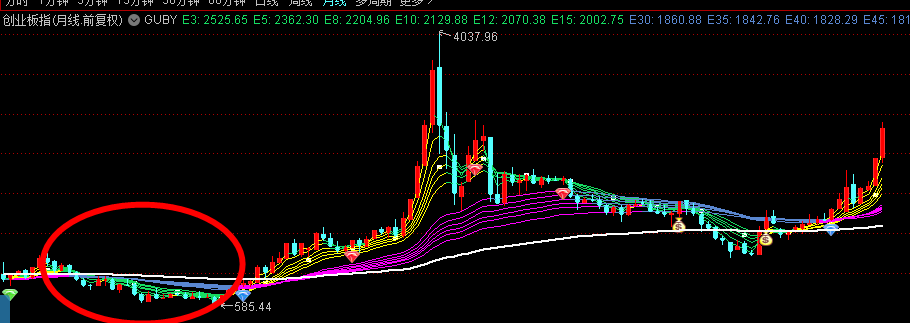 分时 1分钟 5分钟 15分钟 30分钟 60分钟 日线 周线 月线 多周期 更多>
创业板指(月线.前复权) GUBY E3: 2525.65 E5: 2362.30 E8: 2204.96 E10: 2129.88 E12: 2070.38 E15: 2002.75 E30: 1860.88 E35: 1842.76 E40: 1828.29 E45: 181
4037.96
585.44